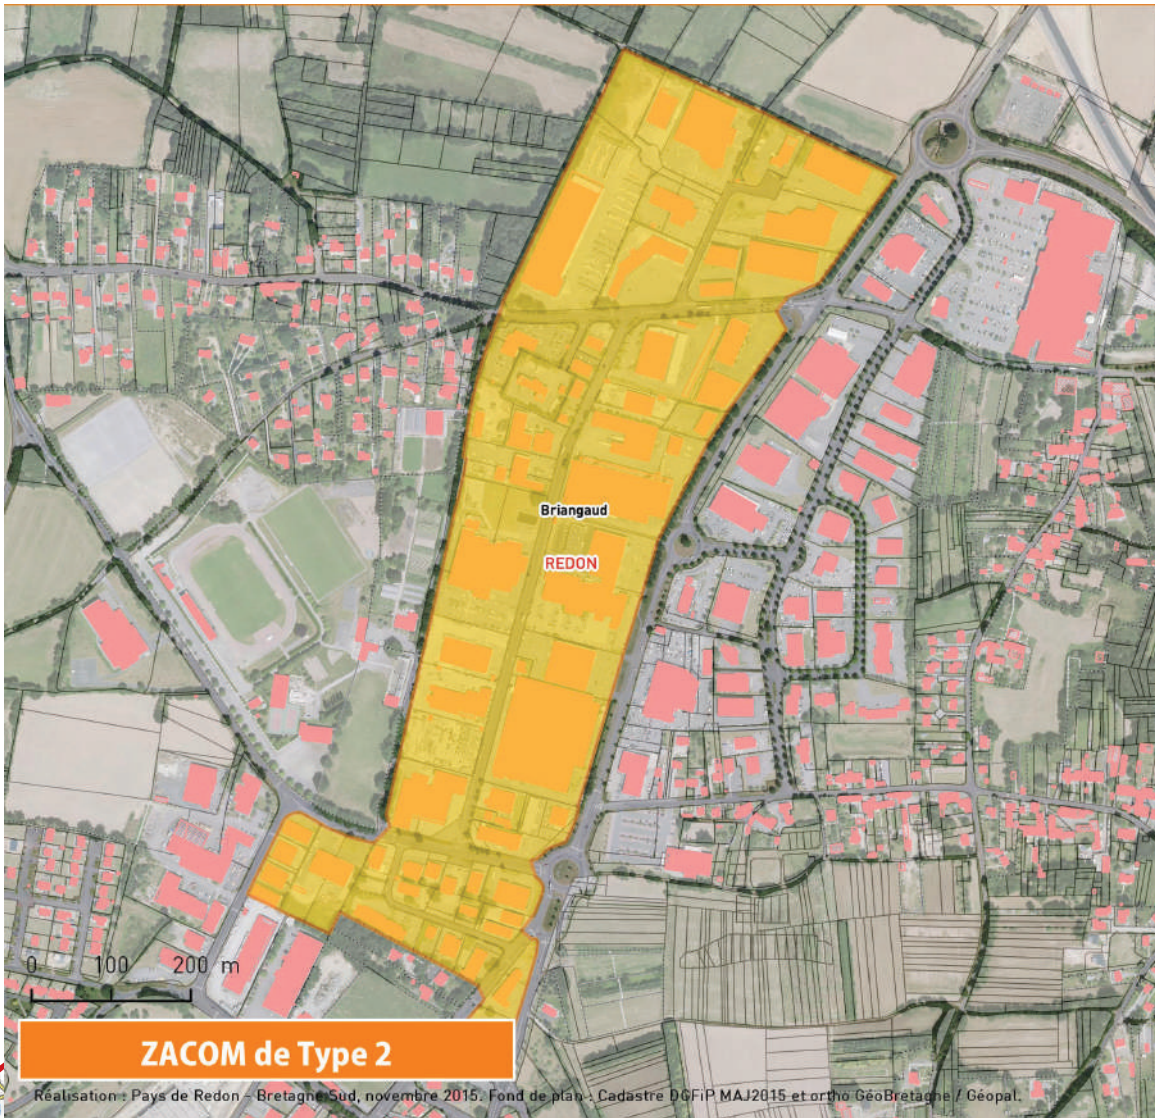 Briangaud
REDON
0 100 200 m
ZACOM de Type 2
Réalisation : Pays de Redon - Bretagne Sud, novembre 2015. Fond de plan : Cadastre DGFiP MAJ2015 et ortho GéoBretagne / Géopal.